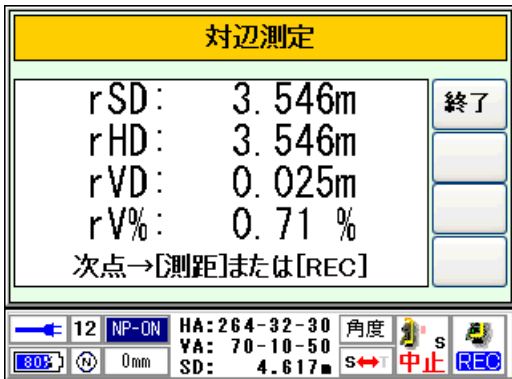 対辺測定
rSD: 3.546m
rHD: 3.546m
rVD: 0.025m
rV%: 0.71 %
次点→[測距]または[REC]
終了
12 NP-ON HA:264-32-30 角度
80% N 0mm VA: 70-10-50
SD: 4.617m S↔T
S
中止 REC